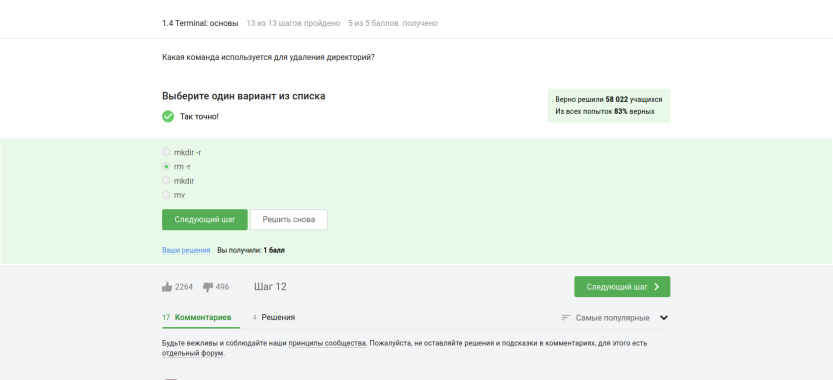 1.4 Terminal: основы 13 из 13 шагов пройдено 5 из 5 баллов получено
Какая команда используется для удаления директорий?
Выберите один вариант из списка
Так точно!
Верно решили 58 022 учащихся
Из всех попыток 83% верных
mkdir -r
rm -r
mkdir
mv
Следующий шаг Решить снова
Ваши решения Вы получили: 1 балл
2264 496 Шаг 12 Следующий шаг
17 Комментариев 4 Решения Самые популярные
Будьте вежливы и соблюдайте наши принципы сообщества. Пожалуйста, не оставляйте решения и подсказки в комментариях, для этого есть
отдельный форум.